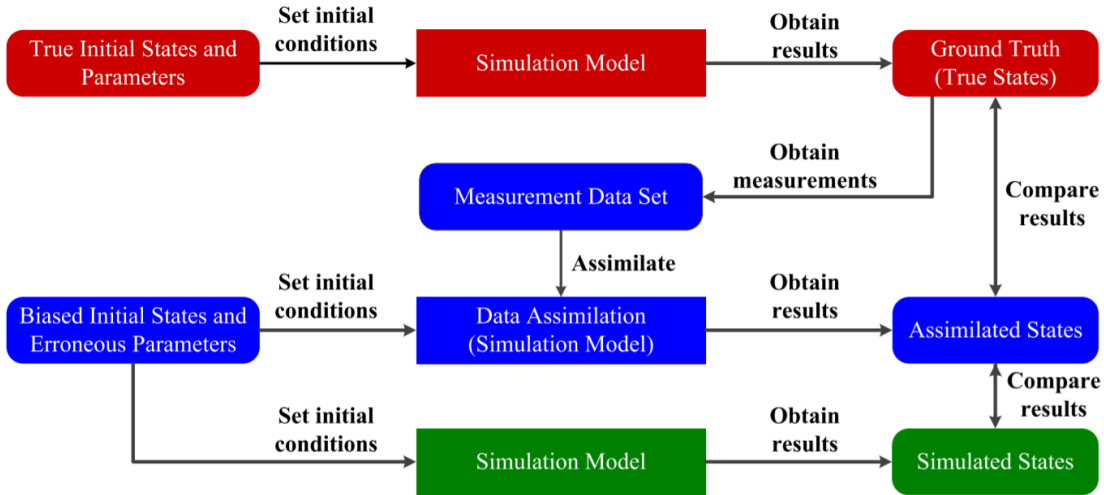 Set initial
conditions
Obtain
results
True Initial States and
Parameters
Simulation Model
Ground Truth
(True States)
Obtain
measurements
Measurement Data Set
Compare
results
Assimilate
Set initial
conditions
Obtain
results
Biased Initial States and
Erroneous Parameters
Data Assimilation
(Simulation Model)
Assimilated States
Compare
results
Set initial
conditions
Obtain
results
Simulation Model
Simulated States